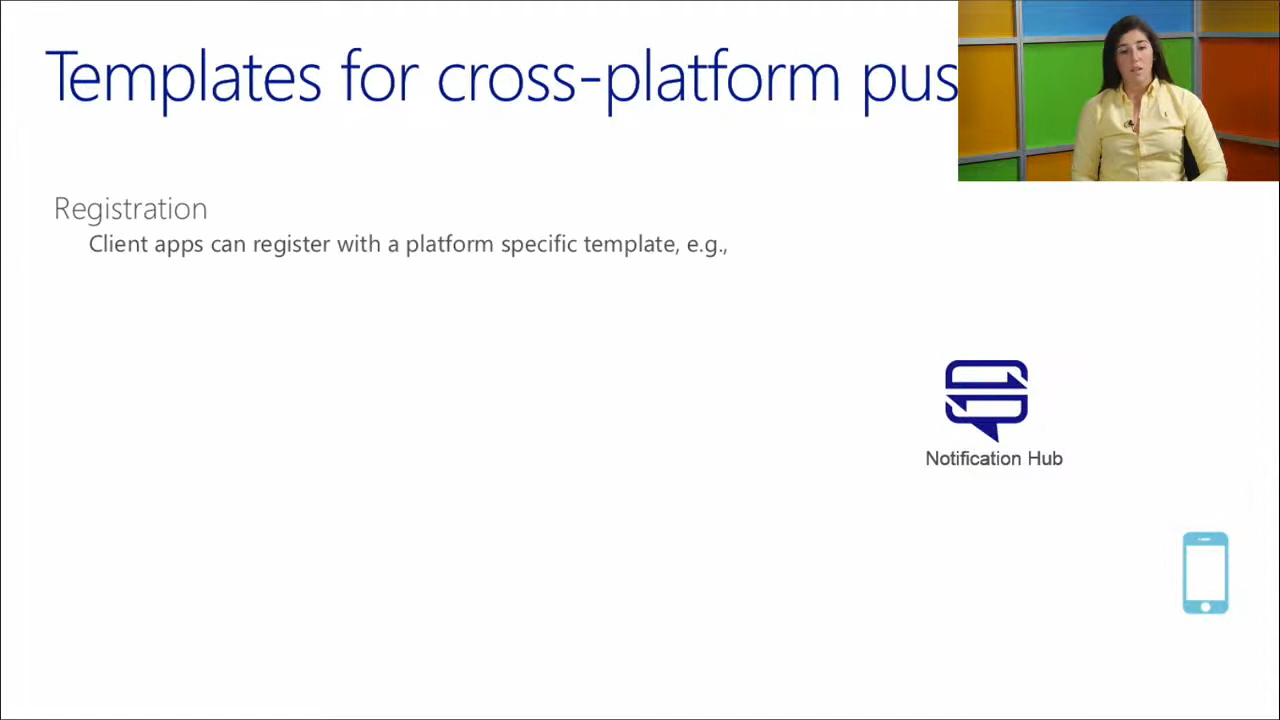 Templates for cross-platform pus
Registration
Client apps can register with a platform specific template, e.g.,
Notification Hub